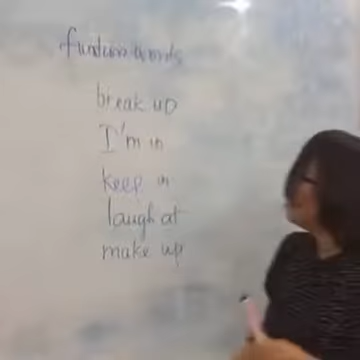 function words
break up
I'm in
keep in
laugh at
make up